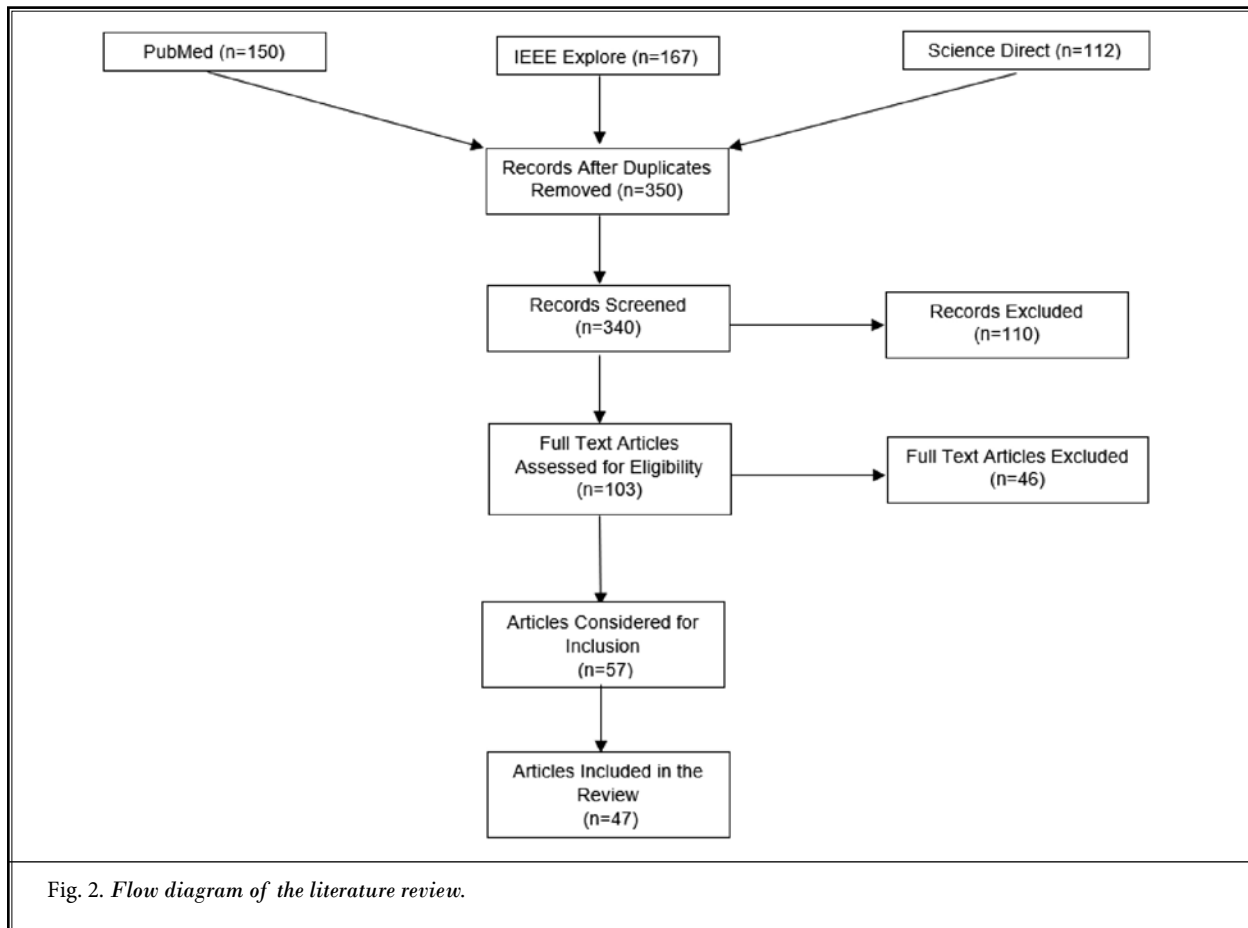 PubMed (n=150)
IEEE Explore (n=167)
Science Direct (n=112)
Records After Duplicates
Removed (n=350)
Records Screened
(n=340)
Records Excluded
(n=110)
Full Text Articles
Assessed for Eligibility
(n=103)
Full Text Articles Excluded
(n=46)
Articles Considered for
Inclusion
(n=57)
Articles Included in the
Review
(n=47)
Fig. 2. Flow diagram of the literature review.